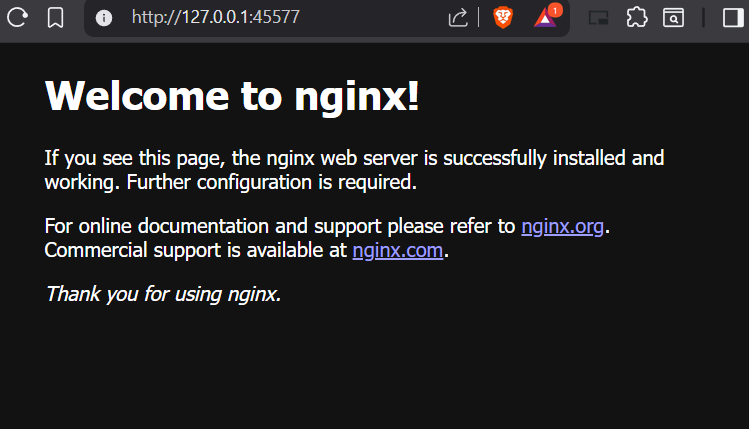 http://127.0.0.1:45577
1
Welcome to nginx!
If you see this page, the nginx web server is successfully installed and
working. Further configuration is required.
For online documentation and support please refer to nginx.org.
Commercial support is available at nginx.com.
Thank you for using nginx.